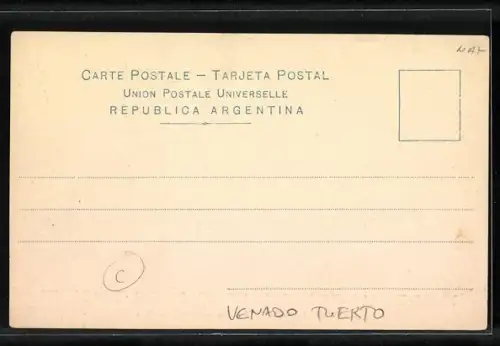 CARTE POSTALE — TARJETA POSTAL
UNION POSTALE UNIVERSELLE
REPUBLICA ARGENTINA
C
VENADO TUERTO